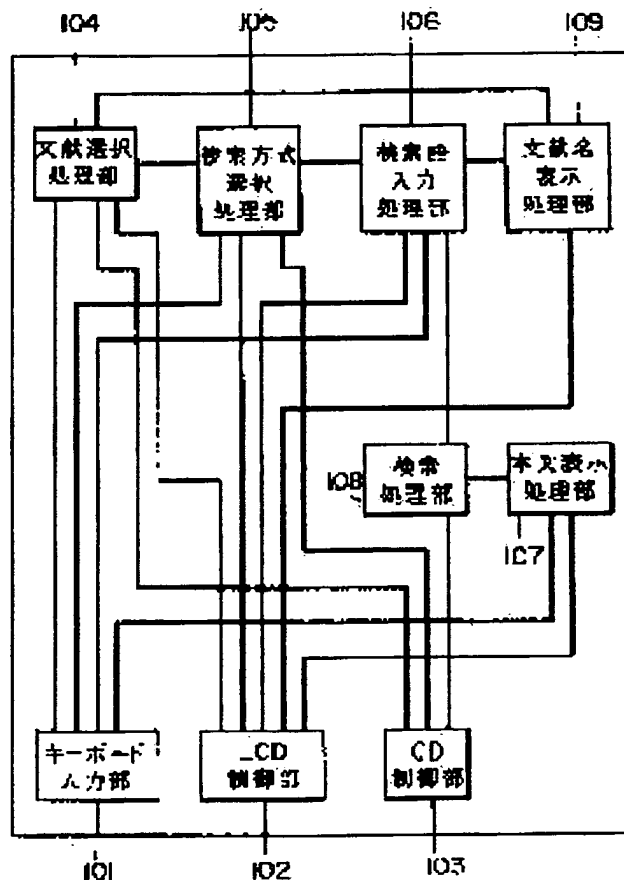 104
105
106
109
文献選択
処理部
検索方式
選択
処理部
検索語
入力
処理部
文献名
表示
処理部
検索
処理部
108
本文表示
処理部
107
キーボード
入力部
LCD
制御部
CD
制御部
101
102
103